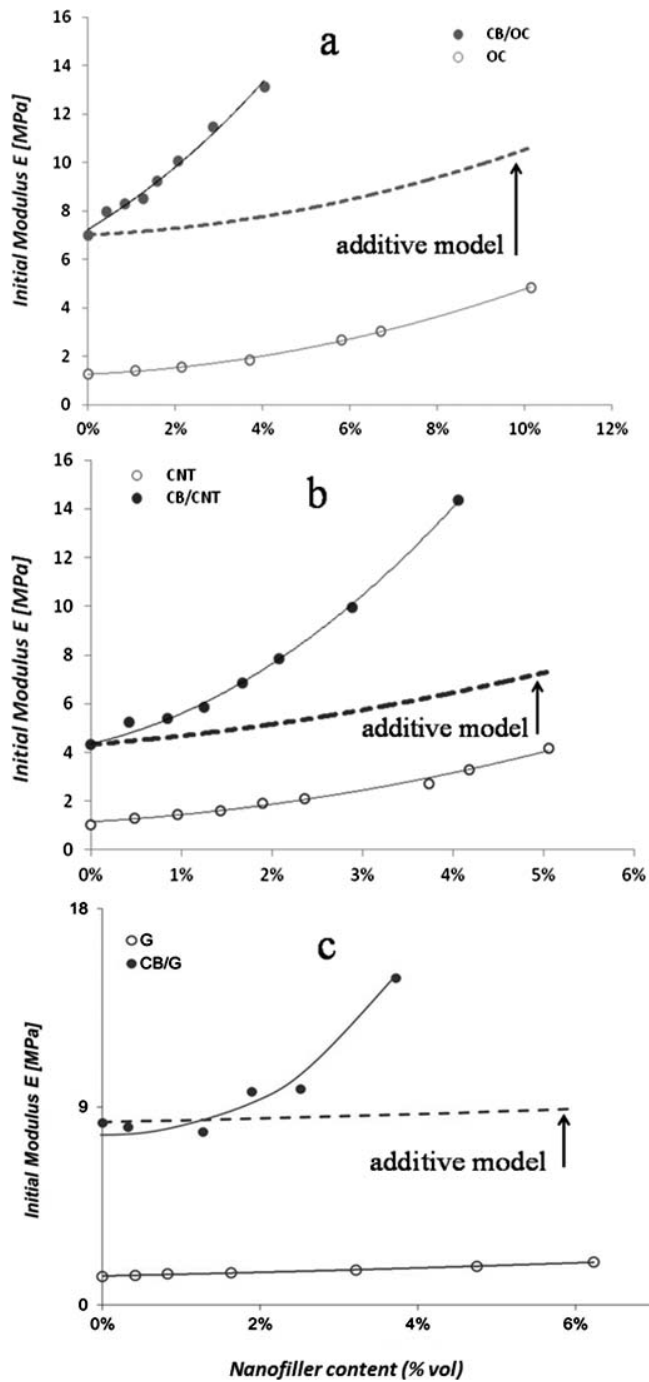 a
CB/OC
OC
16
14
12
10
8
6
4
2
0
Initial Modulus E [MPa]
additive model
0% 2% 4% 6% 8% 10% 12%
b
CNT
CB/CNT
16
14
12
10
8
6
4
2
0
Initial Modulus E [MPa]
additive model
0% 1% 2% 3% 4% 5% 6%
c
G
CB/G
18
9
0
Initial Modulus E [MPa]
additive model
0% 2% 4% 6%
Nanofiller content (% vol)